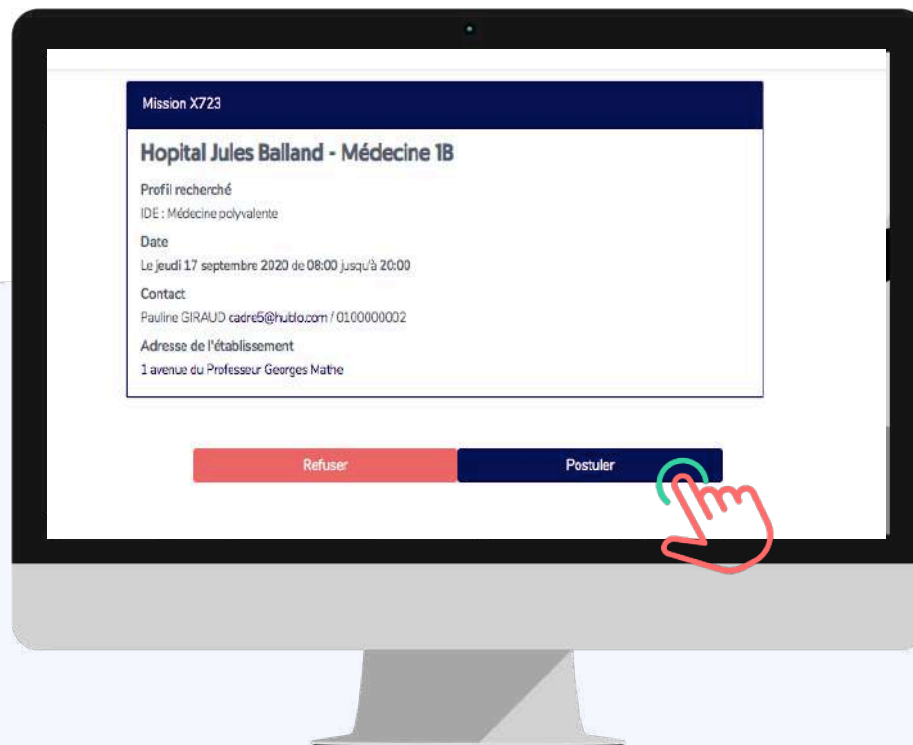 Mission X723
Hopital Jules Balland - Médecine 1B
Profil recherché
IDE : Médecine polyvalente
Date
Le jeudi 17 septembre 2020 de 08:00 jusqu'à 20:00
Contact
Pauline GIRAUD cadre5@hublo.com / 0100000002
Adresse de l'établissement
1 avenue du Professeur Georges Mathe
Refuser
Postuler